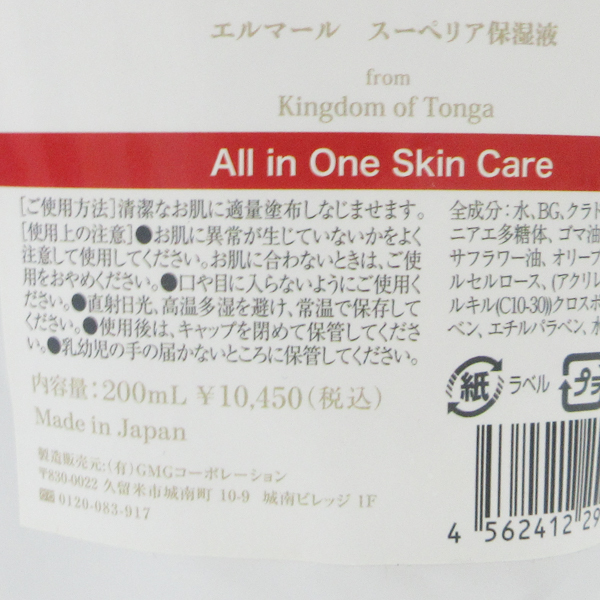 エルマール スーペリア保湿液
from
Kingdom of Tonga
All in One Skin Care
[ご使用方法]清潔なお肌に適量塗布しなじませます。
[使用上の注意]●お肌に異常が生じていないかをよく
注意して使用してください。お肌に合わないときは、ご使
用をおやめください。●口や目に入らないようにご使用く
ださい。●直射日光、高温多湿を避け、常温で保存して
ください。●使用後は、キャップを閉めて保管してくださ
い。●乳幼児の手の届かないところに保管してください。
内容量:200mL ¥10,450(税込)
Made in Japan
製造販売元:(有)GMGコーポレーション
〒830-0022 久留米市城南町 10-9 城南ビレッジ 1F
0120-083-917
全成分:水、BG、クラド
ニアエ多糖体、ゴマ油
サフラワー油、オリーブ
ルセルロース、(アクリレ
ルキル(C10-30))クロスポ
ベン、エチルパラベン、水
紙 ラベル プラ
4 562412 29